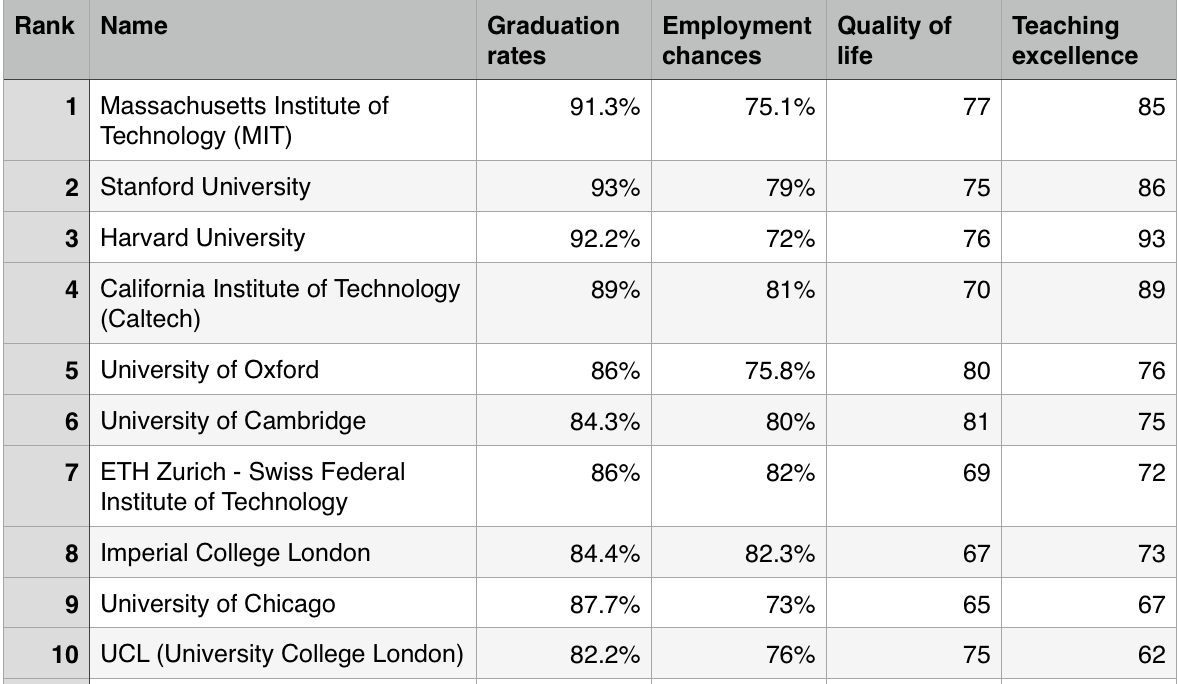 Rank Name Graduation rates Employment chances Quality of life Teaching excellence
1 Massachusetts Institute of Technology (MIT) 91.3% 75.1% 77 85
2 Stanford University 93% 79% 75 86
3 Harvard University 92.2% 72% 76 93
4 California Institute of Technology (Caltech) 89% 81% 70 89
5 University of Oxford 86% 75.8% 80 76
6 University of Cambridge 84.3% 80% 81 75
7 ETH Zurich - Swiss Federal Institute of Technology 86% 82% 69 72
8 Imperial College London 84.4% 82.3% 67 73
9 University of Chicago 87.7% 73% 65 67
10 UCL (University College London) 82.2% 76% 75 62